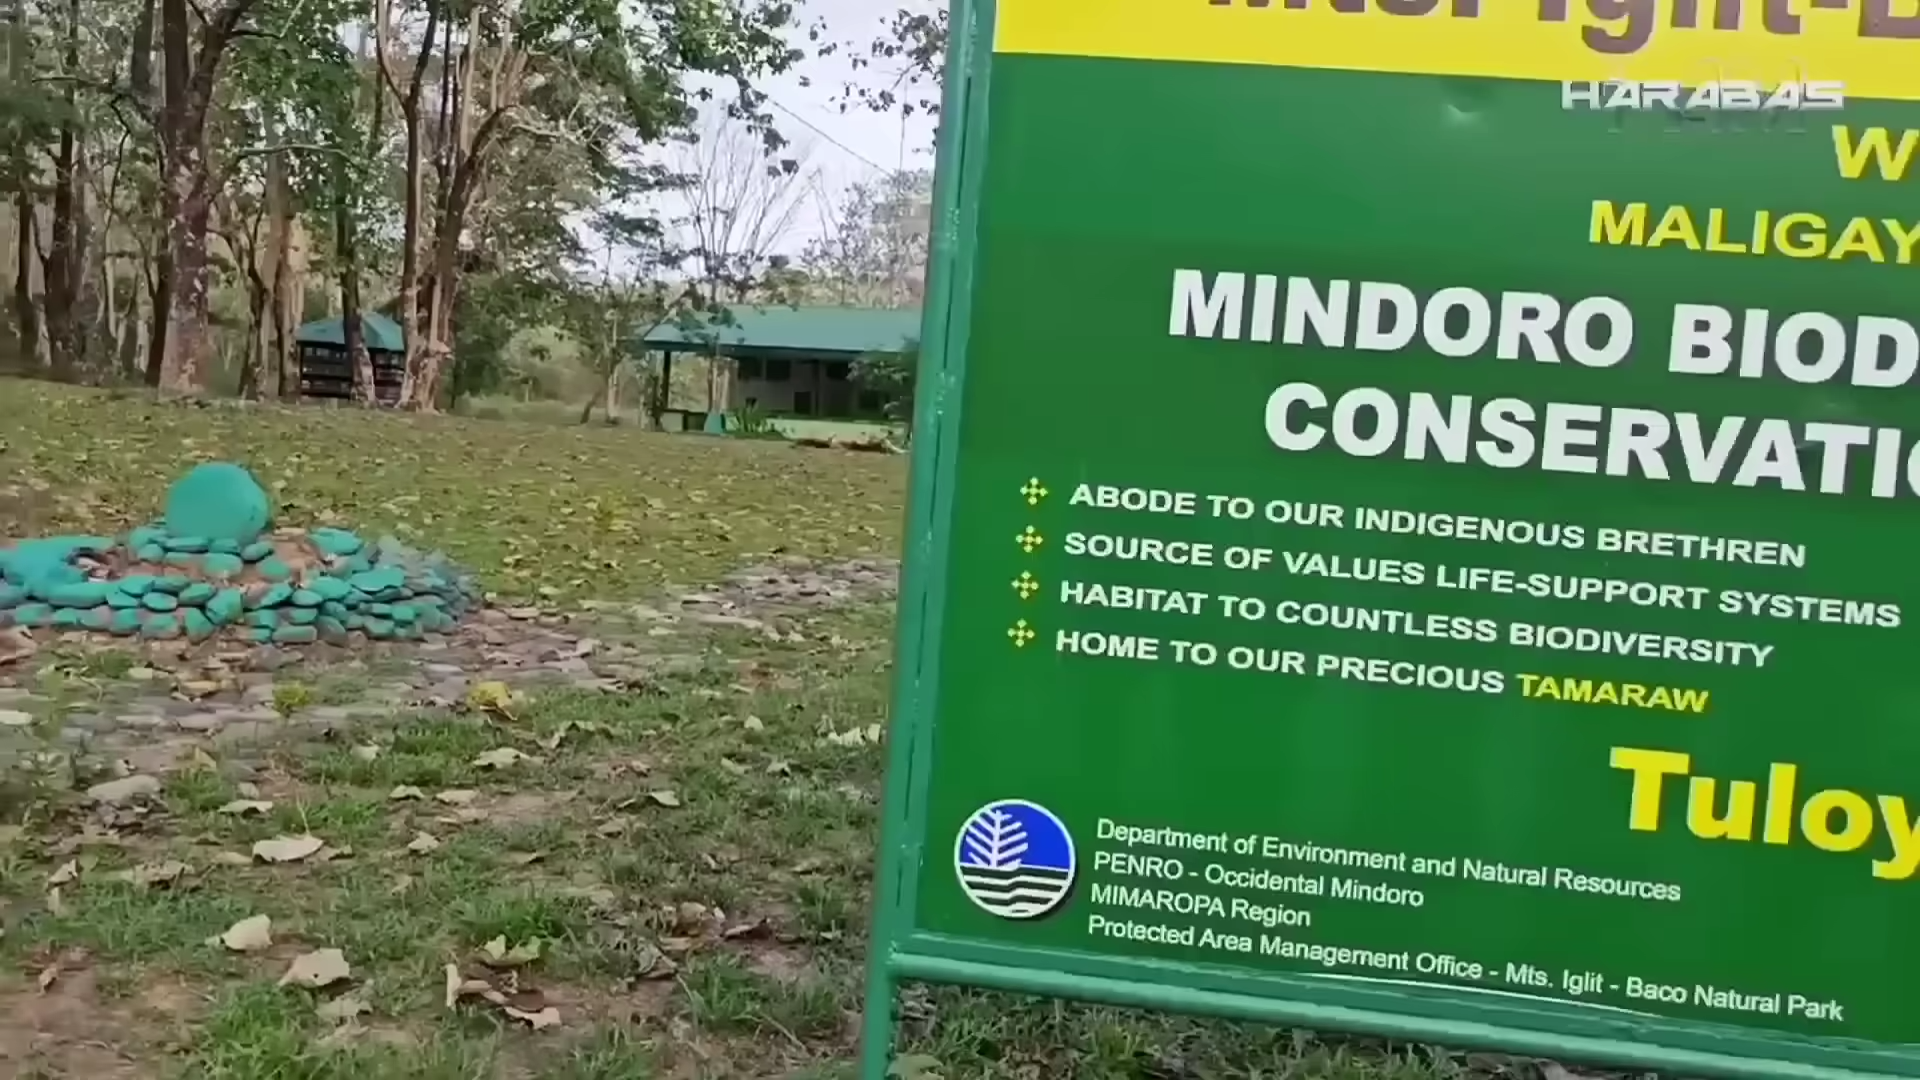 HARABAS
MALIGAY
MINDORO BIOD
CONSERVATI
ABODE TO OUR INDIGENOUS BRETHREN
SOURCE OF VALUES LIFE-SUPPORT SYSTEMS
HABITAT TO COUNTLESS BIODIVERSITY
HOME TO OUR PRECIOUS TAMARAW
Tuloy
Department of Environment and Natural Resources
PENRO - Occidental Mindoro
MIMAROPA Region
Protected Area Management Office - Mts. Iglit - Baco Natural Park